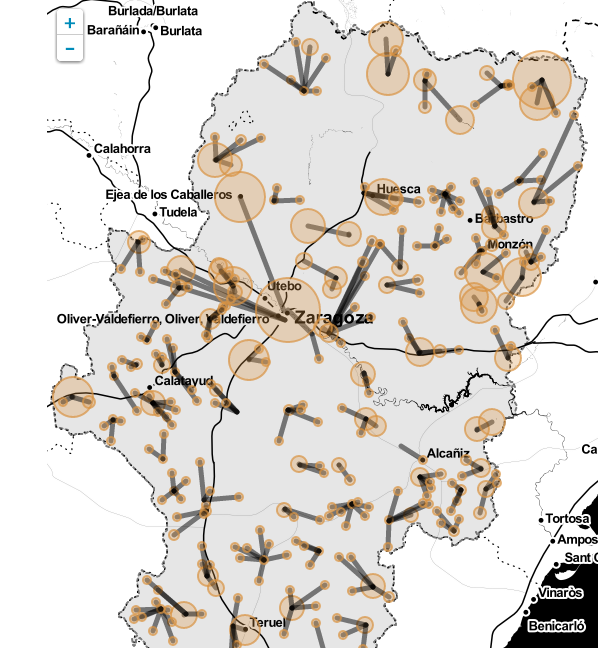 Burlada/Burlata
+
Barañáin
Burlata
−
Calahorra
Ejea de los Caballeros
Huesca
Tudela
Barbastro
Monzón
Utebo
Oliver-Valdefierro, Oliver, Valdefierro
Zaragoza
Calatayud
Alcañiz
Ca
Tortosa
Ampos
Sant C
Vinaròs
Teruel
Benicarló